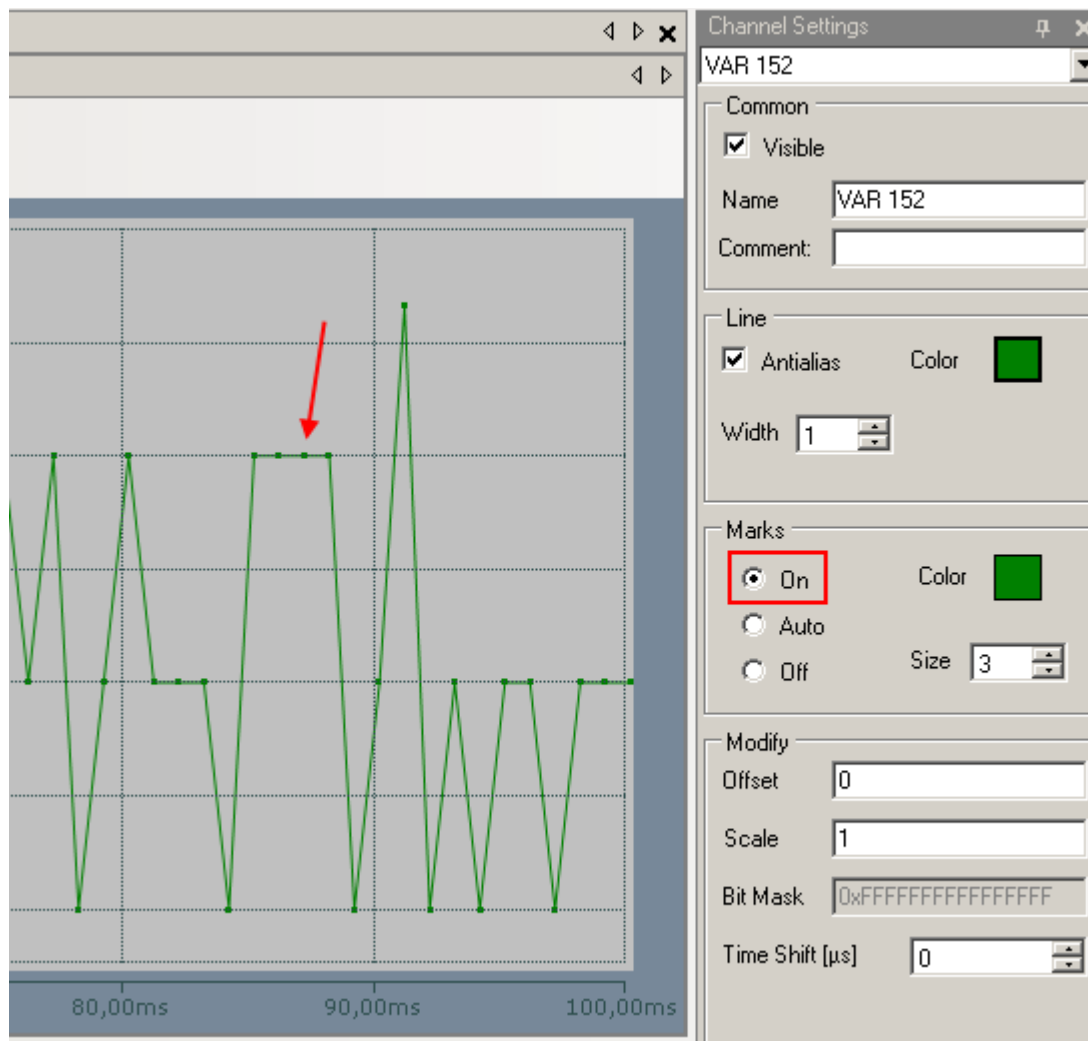 Channel Settings
VAR 152
Common
Visible
Name VAR 152
Comment:
Line
Antialias Color
Width 1
Marks
On Color
Auto
Off Size 3
Modify
Offset 0
Scale 1
Bit Mask 0xFFFFFFFFFFFFFFFF
Time Shift [µs] 0
80,00ms 90,00ms 100,00ms